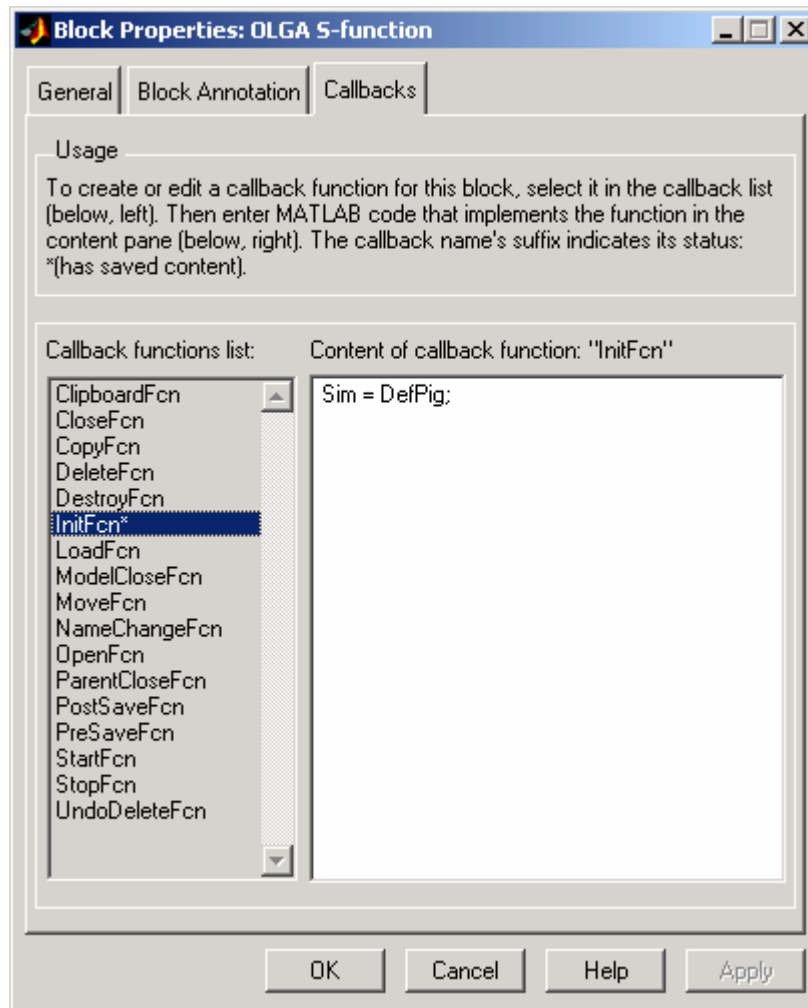 Block Properties: OLGA S-function
General Block Annotation Callbacks
Usage
To create or edit a callback function for this block, select it in the callback list
(below, left). Then enter MATLAB code that implements the function in the
content pane (below, right). The callback name's suffix indicates its status:
*(has saved content).
Callback functions list: Content of callback function: "InitFcn"
ClipboardFcn Sim = DefPig;
CloseFcn
CopyFcn
DeleteFcn
DestroyFcn
InitFcn*
LoadFcn
ModelCloseFcn
MoveFcn
NameChangeFcn
OpenFcn
ParentCloseFcn
PostSaveFcn
PreSaveFcn
StartFcn
StopFcn
UndoDeleteFcn
OK Cancel Help Apply